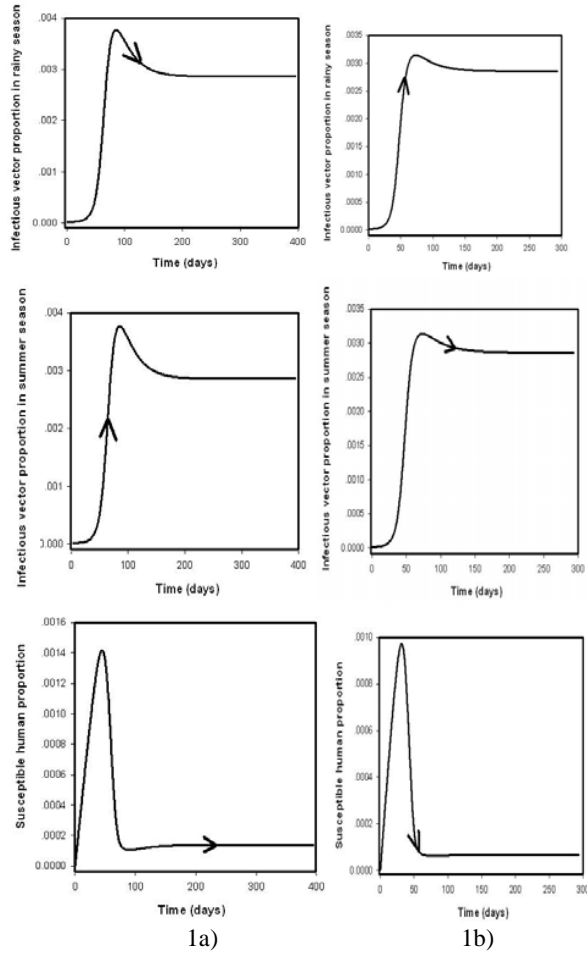 Infectious vector proportion in rainy season
.004
.003
.002
.001
0.000
0 100 200 300 400
Time (days)
Infectious vector proportion in rainy season
.0035
.0030
.0025
.0020
.0015
.0010
.0005
0.0000
0 50 100 150 200 250 300
Time (days)
Infectious vector proportion in summer season
.004
.003
.002
.001
0.000
0 100 200 300 400
Time (days)
Infectious vector proportion in summer season
.0035
.0030
.0025
.0020
.0015
.0010
.0005
0.0000
0 50 100 150 200 250 300
Time (days)
Susceptible human proportion
.0016
.0014
.0012
.0010
.0008
.0006
.0004
.0002
0.0000
0 100 200 300 400
Time (days)
Susceptible human proportion
.0010
.0008
.0006
.0004
.0002
0.0000
0 50 100 150 200 250 300
Time (days)
1a)
1b)